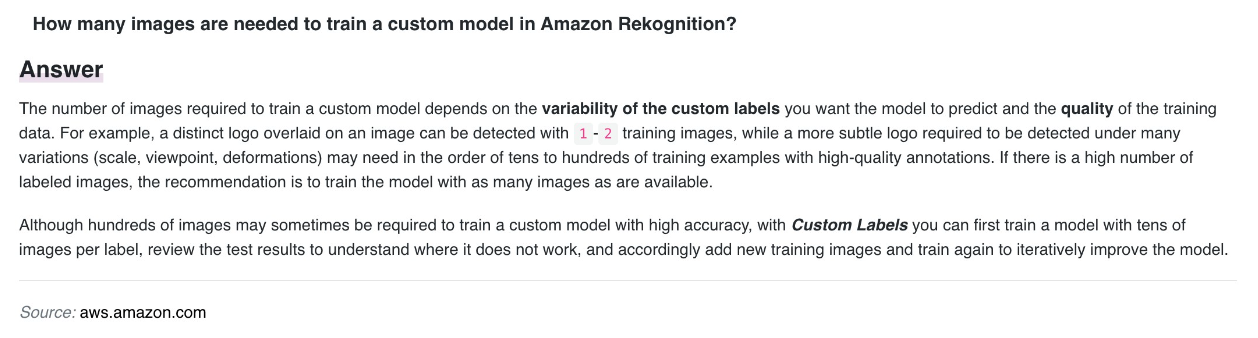 How many images are needed to train a custom model in Amazon Rekognition?
Answer
The number of images required to train a custom model depends on the variability of the custom labels you want the model to predict and the quality of the training
data. For example, a distinct logo overlaid on an image can be detected with 1 - 2 training images, while a more subtle logo required to be detected under many
variations (scale, viewpoint, deformations) may need in the order of tens to hundreds of training examples with high-quality annotations. If there is a high number of
labeled images, the recommendation is to train the model with as many images as are available.
Although hundreds of images may sometimes be required to train a custom model with high accuracy, with Custom Labels you can first train a model with tens of
images per label, review the test results to understand where it does not work, and accordingly add new training images and train again to iteratively improve the model.
Source: aws.amazon.com